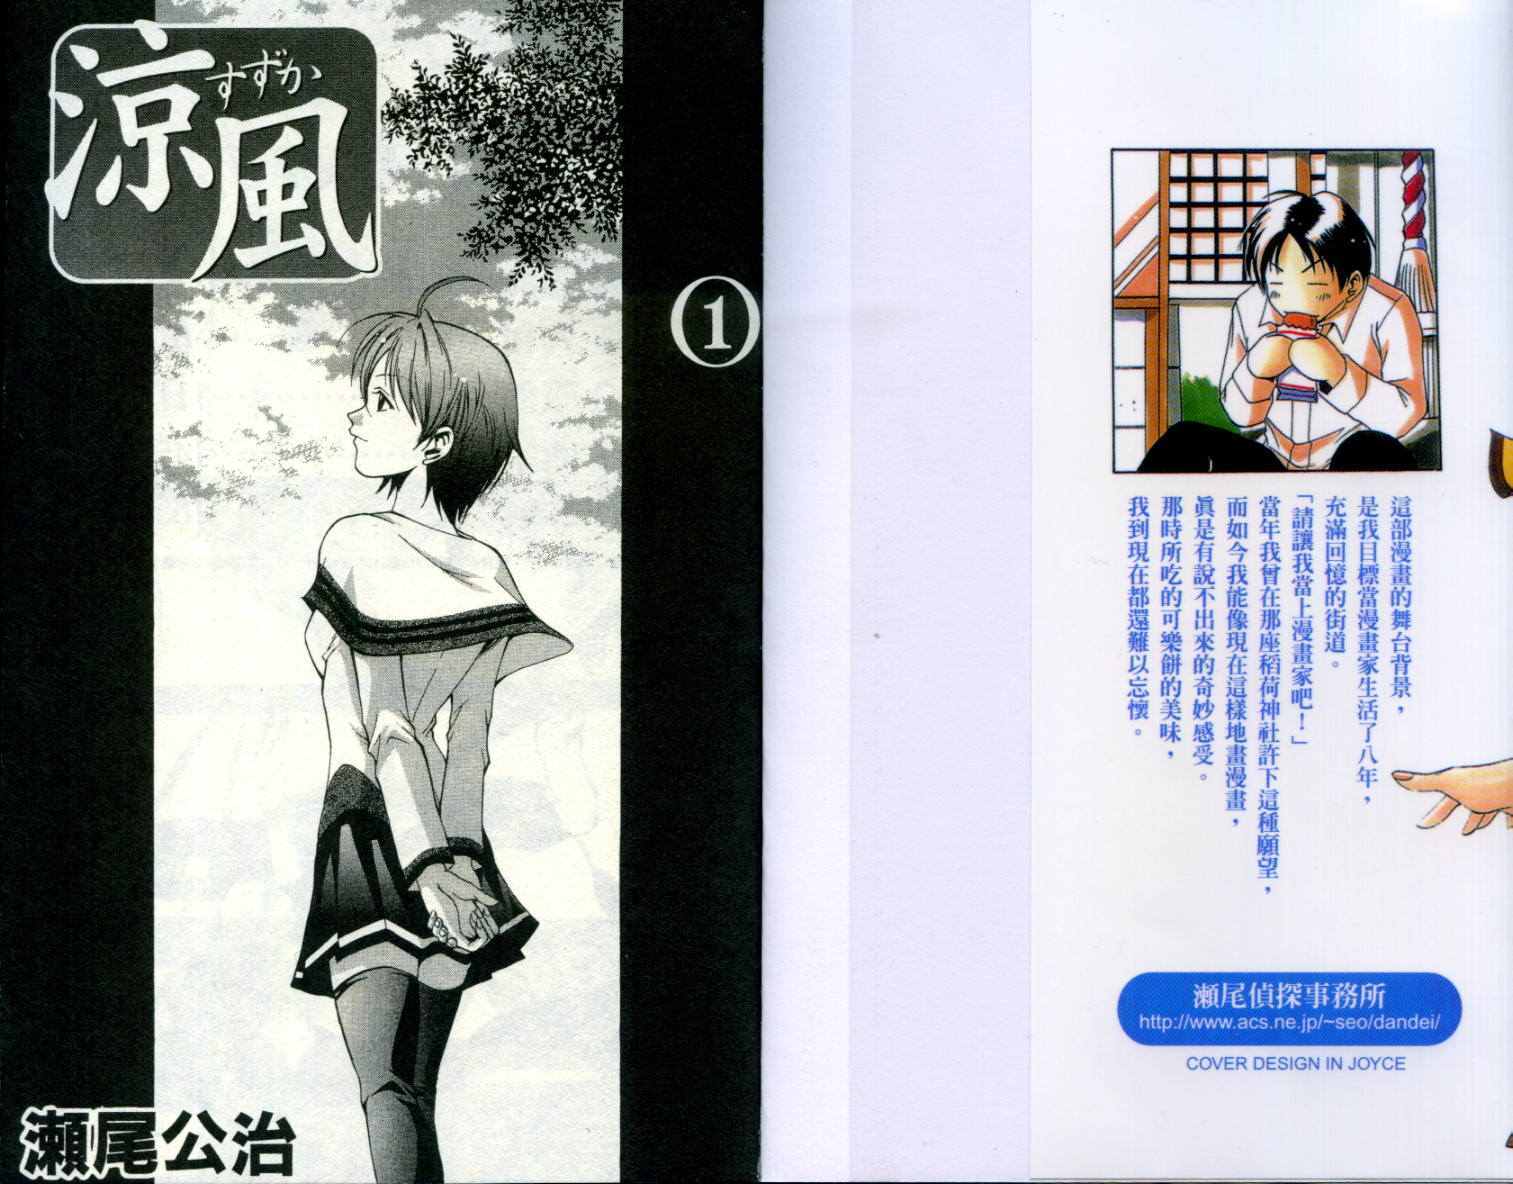 涼風
すずか
1
瀬尾公治
這部漫畫的舞台背景，
是我目標當漫畫家生活了八年，
充滿回憶的街道。
「請讓我當上漫畫家吧！」
當年我曾在那座稻荷神社許下這種願望，
而如今我能像現在這樣地畫漫畫，
真是有說不出來的奇妙感受。
那時所吃的可樂餅的美味，
我到現在都還難以忘懷。
瀬尾偵探事務所
http://www.acs.ne.jp/~seo/dandei/
COVER DESIGN IN JOYCE